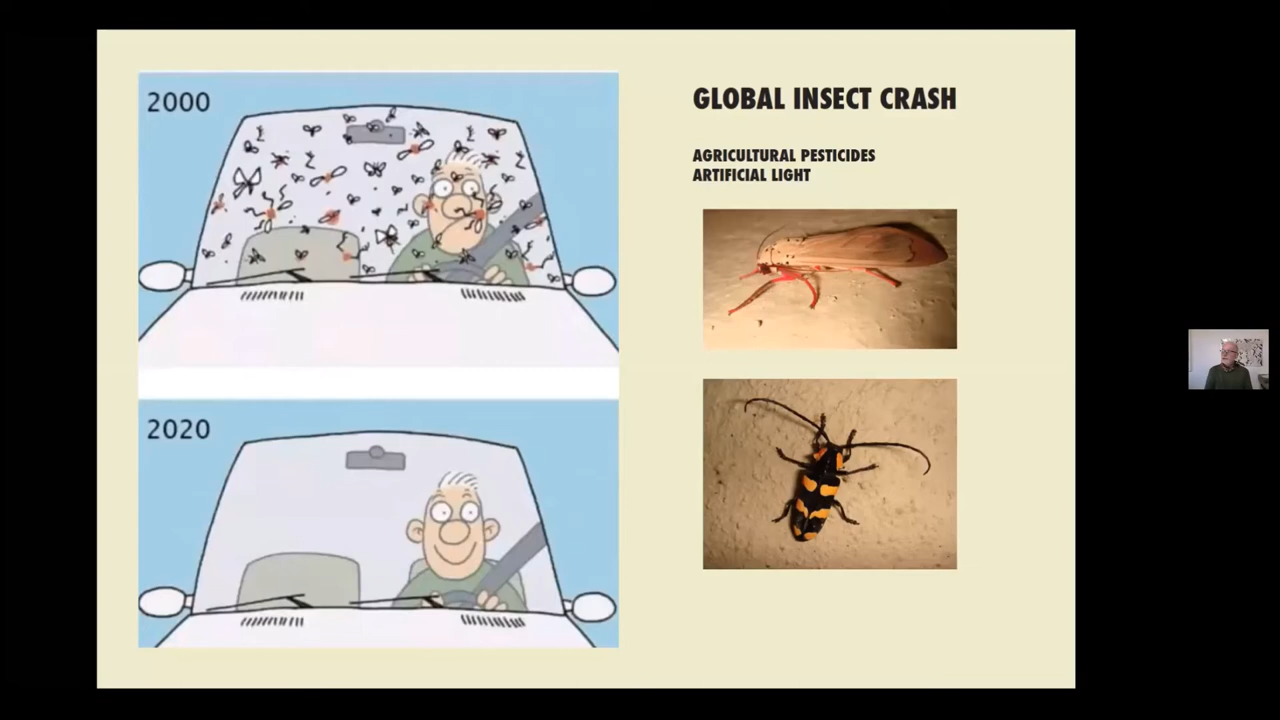 2000
GLOBAL INSECT CRASH
AGRICULTURAL PESTICIDES
ARTIFICIAL LIGHT
2020